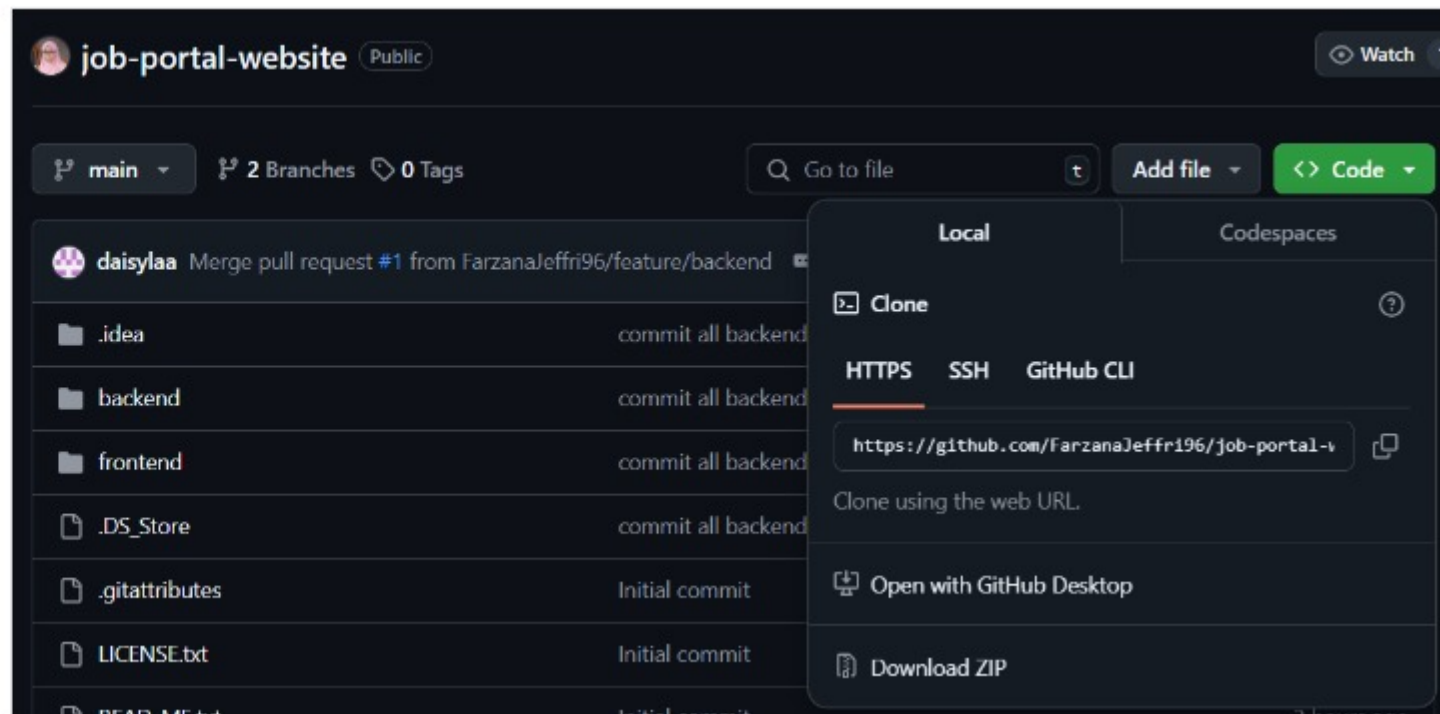 job-portal-website Public
Watch
main
2 Branches
0 Tags
Go to file
t
Add file
<> Code
daisylaa Merge pull request #1 from FarzanaJeffri96/feature/backend
.idea
commit all backend
backend
commit all backend
frontend
commit all backend
.DS_Store
commit all backend
.gitattributes
Initial commit
LICENSE.txt
Initial commit
Local
Codespaces
Clone
HTTPS
SSH
GitHub CLI
https://github.com/FarzanaJeffri96/job-portal-
Clone using the web URL.
Open with GitHub Desktop
Download ZIP